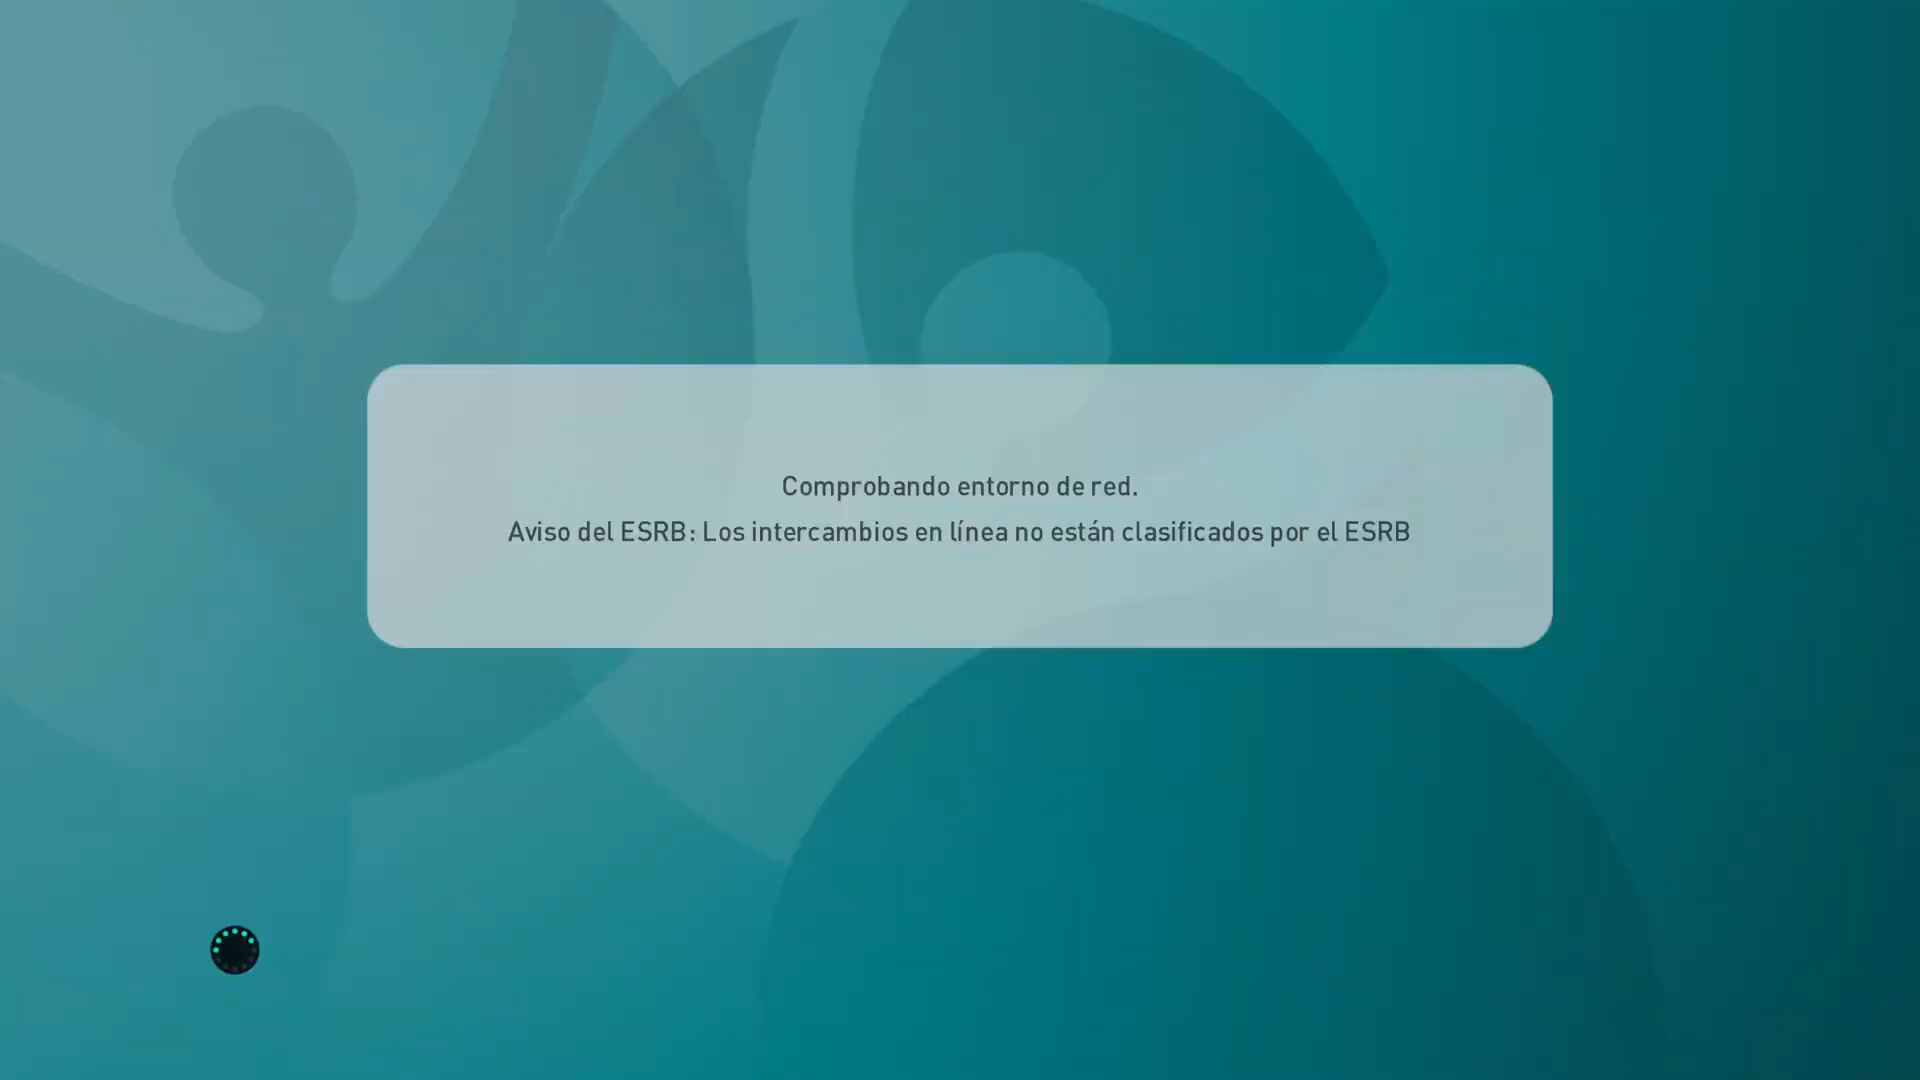 Comprobando entorno de red.
Aviso del ESRB: Los intercambios en línea no están clasificados por el ESRB